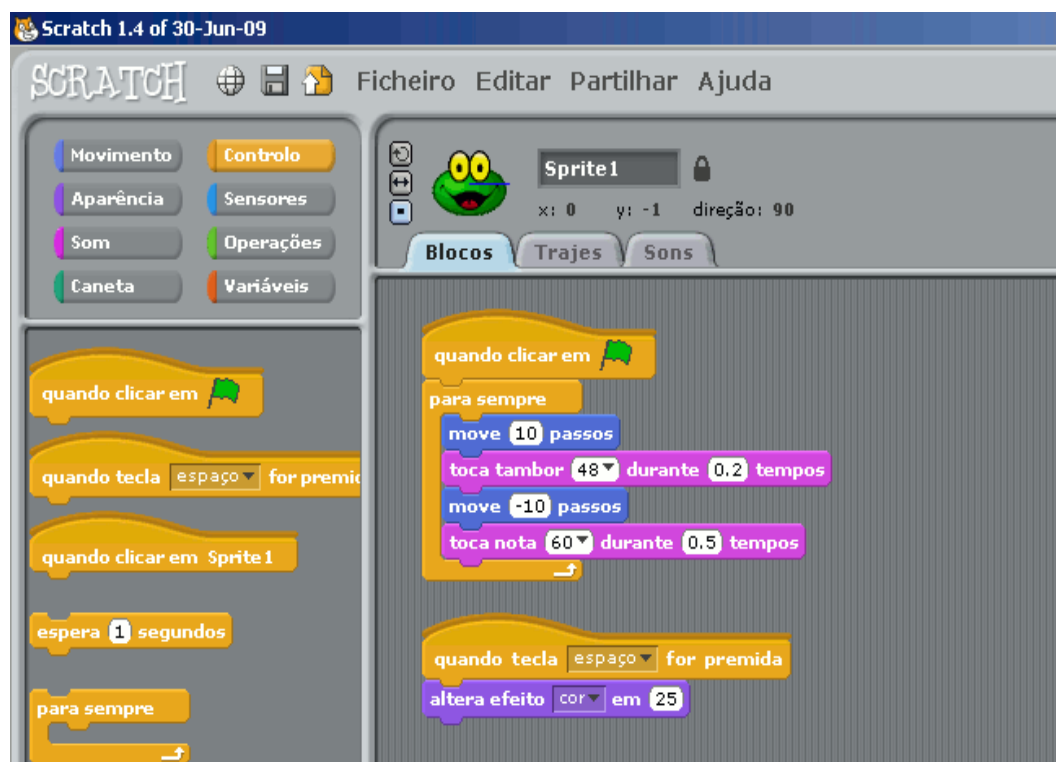 Scratch 1.4 of 30-Jun-09
SCRATCH Ficheiro Editar Partilhar Ajuda
Movimento Controlo
Aparência Sensores
Som Operações
Caneta Variáveis
Sprite1
x: 0 y: -1 direção: 90
Blocos Trajes Sons
quando clicar em
quando tecla espaço for premid
quando clicar em Sprite1
espera 1 segundos
para sempre
quando clicar em
para sempre
move 10 passos
toca tambor 48 durante 0.2 tempos
move -10 passos
toca nota 60 durante 0.5 tempos
quando tecla espaço for premida
altera efeito cor em 25